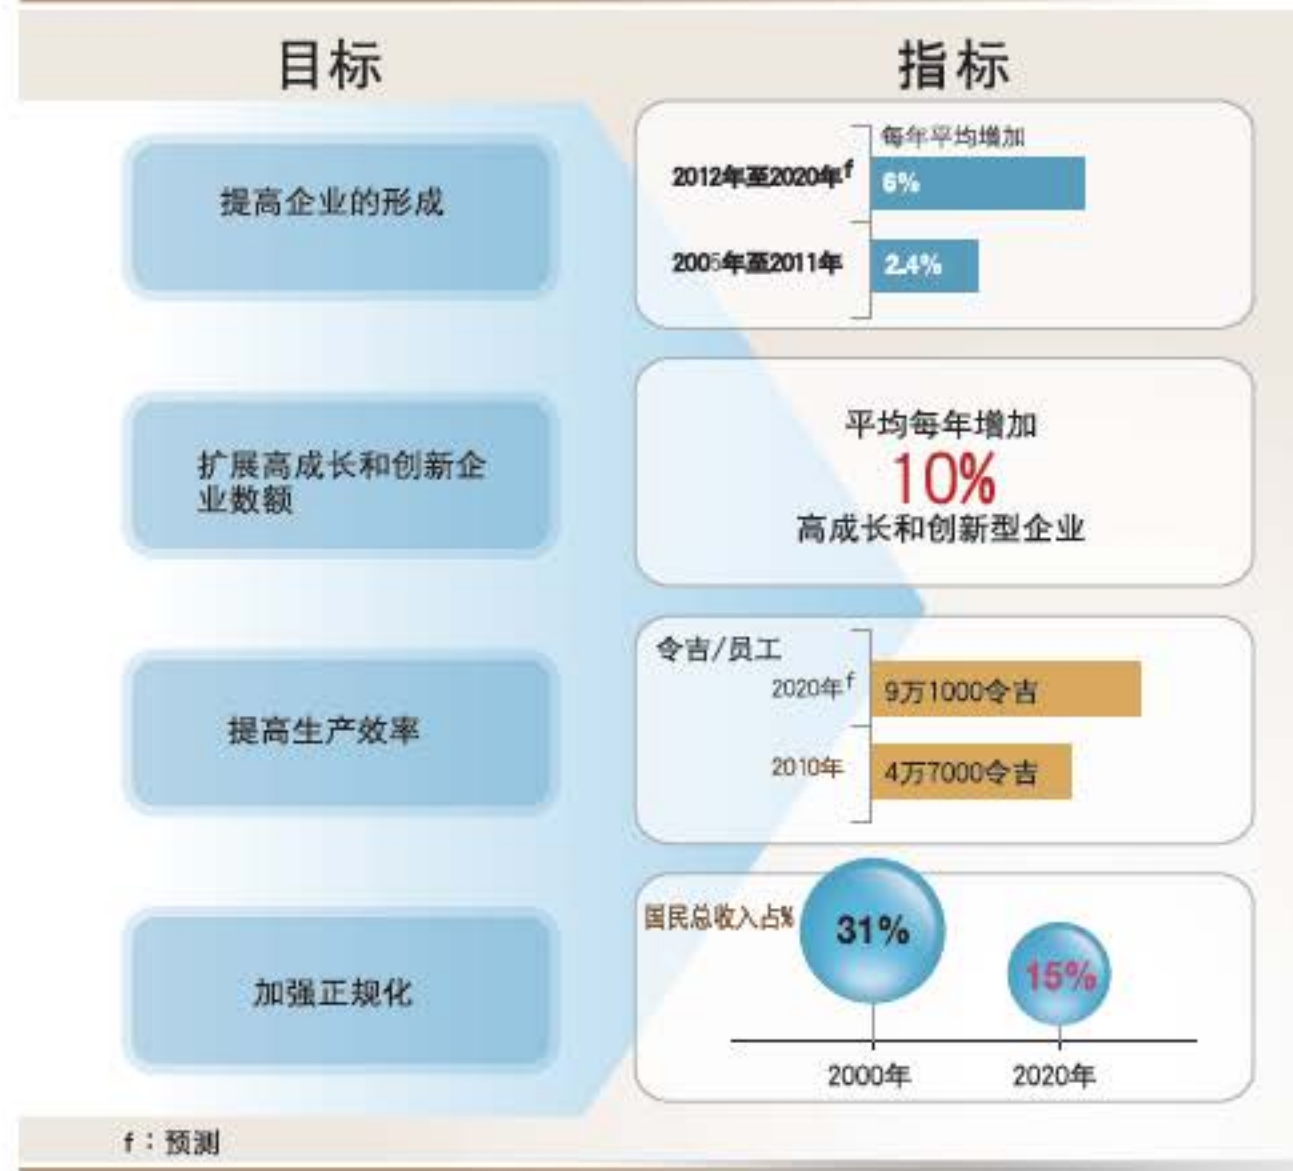 目标
指标
提高企业的形成
每年平均增加
2012年至2020年f
6%
2005年至2011年
2.4%
扩展高成长和创新企
业数额
平均每年增加
10%
高成长和创新型企业
提高生产效率
令吉/员工
2020年f
9万1000令吉
2010年
4万7000令吉
加强正规化
国民总收入占%
31%
15%
2000年
2020年
f：预测